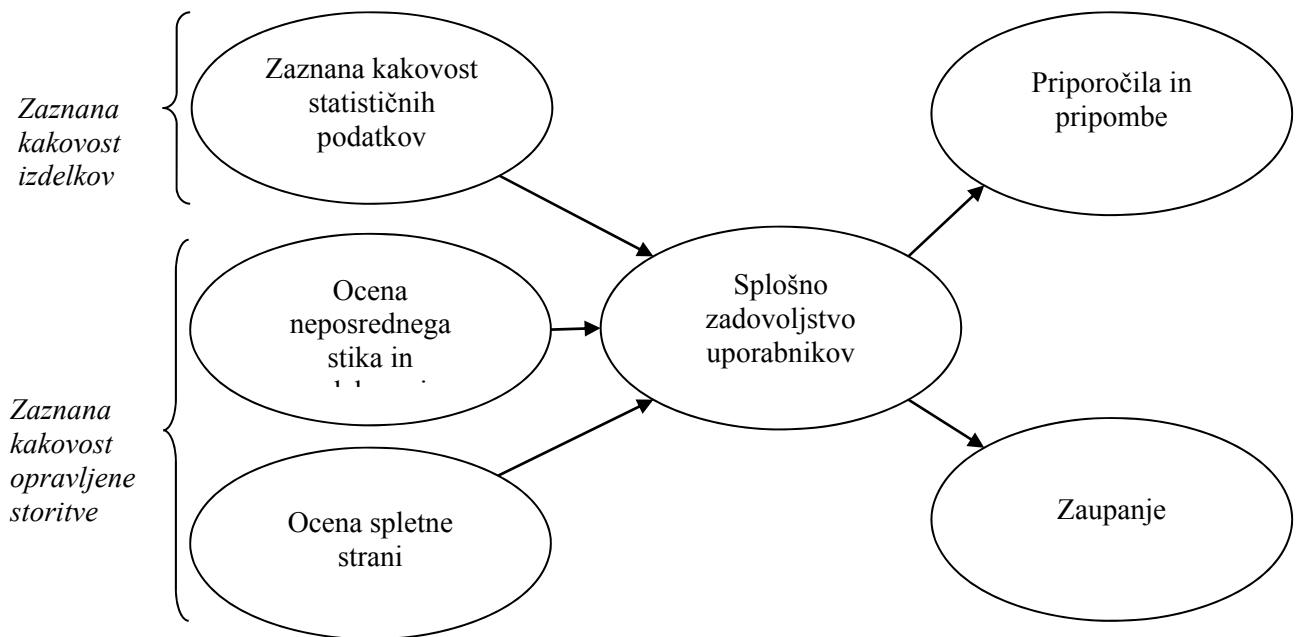 Zaznana
kakovost
izdelkov
Zaznana kakovost
statističnih
podatkov
Priporočila in
pripombe
Zaznana
kakovost
opravljene
storitve
Ocena
neposrednega
stika in
Ocena spletne
strani
Splošno
zadovoljstvo
uporabnikov
Zaupanje